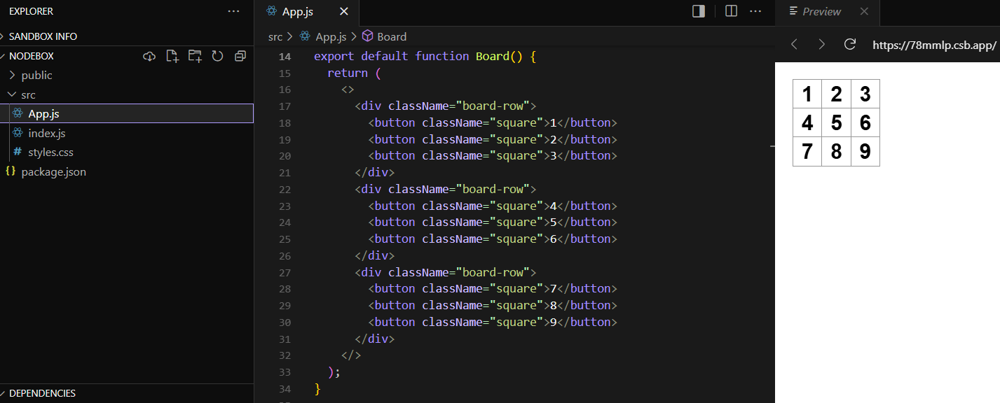 EXPLORER ···
SANDBOX INFO
NODEBOX
public
src
App.js
index.js
# styles.css
{} package.json
DEPENDENCIES
App.js
src > App.js > Board
14 export default function Board() {
15   return (
16     <>
17       <div className="board-row">
18         <button className="square">1</button>
19         <button className="square">2</button>
20         <button className="square">3</button>
21       </div>
22       <div className="board-row">
23         <button className="square">4</button>
24         <button className="square">5</button>
25         <button className="square">6</button>
26       </div>
27       <div className="board-row">
28         <button className="square">7</button>
29         <button className="square">8</button>
30         <button className="square">9</button>
31       </div>
32     </>
33   );
34 }
Preview
https://78mmlp.csb.app/
1 2 3
4 5 6
7 8 9